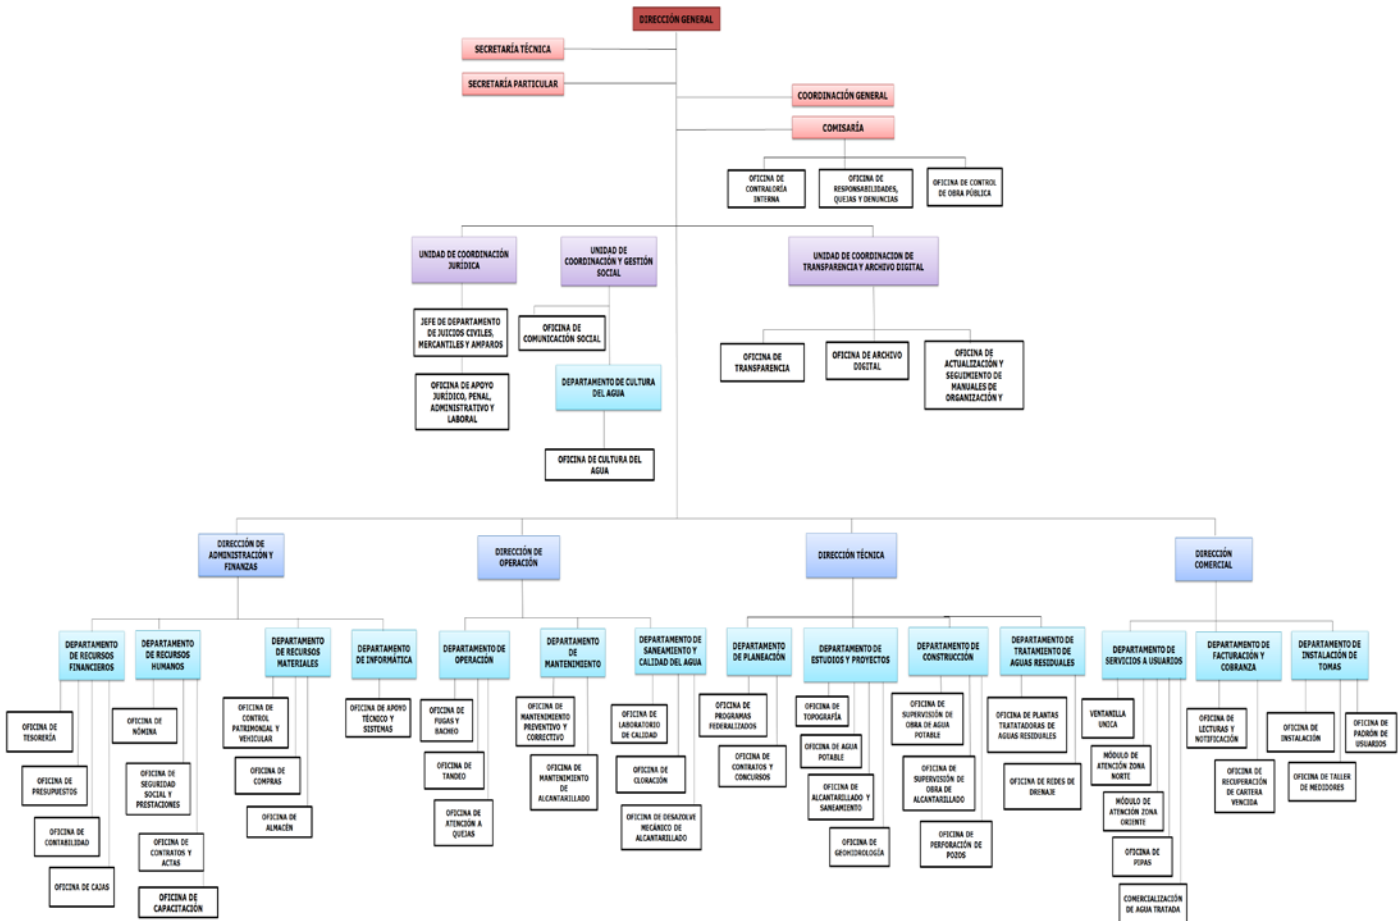 DIRECCIÓN GENERAL
SECRETARÍA TÉCNICA
SECRETARÍA PARTICULAR
COORDINACIÓN GENERAL
COMISARÍA
OFICINA DE
CONTRALORÍA
INTERNA
OFICINA DE
RESPONSABILIDADES,
QUEJAS Y DENUNCIAS
OFICINA DE CONTROL
DE OBRA PÚBLICA
UNIDAD DE COORDINACIÓN
JURÍDICA
UNIDAD DE
COORDINACIÓN Y GESTIÓN
SOCIAL
UNIDAD DE COORDINACION DE
TRANSPARENCIA Y ARCHIVO DIGITAL
JEFE DE DEPARTAMENTO
DE JUICIOS CIVILES,
MERCANTILES Y AMPAROS
OFICINA DE
COMUNICACIÓN SOCIAL
OFICINA DE
TRANSPARENCIA
OFICINA DE ARCHIVO
DIGITAL
OFICINA DE
ACTUALIZACIÓN Y
SEGUIMIENTO DE
MANUALES DE
ORGANIZACIÓN Y
OFICINA DE APOYO
JURÍDICO, PENAL,
ADMINISTRATIVO Y
LABORAL
DEPARTAMENTO DE CULTURA
DEL AGUA
OFICINA DE CULTURA DEL
AGUA
DIRECCIÓN DE
ADMINISTRACIÓN Y
FINANZAS
DIRECCIÓN DE
OPERACIÓN
DIRECCIÓN TÉCNICA
DIRECCIÓN
COMERCIAL
DEPARTAMENTO
DE RECURSOS
FINANCIEROS
DEPARTAMENTO
DE RECURSOS
HUMANOS
DEPARTAMENTO
DE RECURSOS
MATERIALES
DEPARTAMENTO
DE INFORMÁTICA
DEPARTAMENTO
DE OPERACIÓN
DEPARTAMENTO
DE
MANTENIMIENTO
DEPARTAMENTO DE
SANEAMIENTO Y
CALIDAD DEL AGUA
DEPARTAMENTO
DE PLANEACIÓN
DEPARTAMENTO DE
ESTUDIOS Y PROYECTOS
DEPARTAMENTO DE
CONSTRUCCIÓN
DEPARTAMENTO DE
TRATAMIENTO DE
AGUAS RESIDUALES
DEPARTAMENTO DE
SERVICIOS A USUARIOS
DEPARTAMENTO DE
FACTURACIÓN Y
COBRANZA
DEPARTAMENTO DE
INSTALACIÓN DE
TOMAS
OFICINA DE
TESORERÍA
OFICINA DE
PRESUPUESTOS
OFICINA DE
CONTABILIDAD
OFICINA DE CAJAS
OFICINA DE
NÓMINA
OFICINA DE
SEGURIDAD
SOCIAL Y
PRESTACIONES
OFICINA DE
CONTRATOS Y
ACTAS
OFICINA DE
CAPACITACIÓN
OFICINA DE
CONTROL
PATRIMONIAL Y
VEHICULAR
OFICINA DE
COMPRAS
OFICINA DE
ALMACÉN
OFICINA DE APOYO
TÉCNICO Y
SISTEMAS
OFICINA DE
FUGAS Y
BACHEO
OFICINA DE
TANDEO
OFICINA DE
ATENCIÓN A
QUEJAS
OFICINA DE
MANTENIMIENTO
PREVENTIVO Y
CORRECTIVO
OFICINA DE
MANTENIMIENTO
DE
ALCANTARILLADO
OFICINA DE
LABORATORIO
DE CALIDAD
OFICINA DE
CLORACIÓN
OFICINA DE DESAZOLVE
MECÁNICO DE
ALCANTARILLADO
OFICINA DE
PROGRAMAS
FEDERALIZADOS
OFICINA DE
CONTRATOS Y
CONCURSOS
OFICINA DE
TOPOGRAFÍA
OFICINA DE AGUA
POTABLE
OFICINA DE
ALCANTARILLADO Y
SANEAMIENTO
OFICINA DE
GEOHIDROLOGÍA
OFICINA DE
SUPERVISIÓN DE
OBRA DE AGUA
POTABLE
OFICINA DE
SUPERVISIÓN DE
OBRA DE
ALCANTARILLADO
OFICINA DE
PERFORACIÓN DE
POZOS
OFICINA DE PLANTAS
TRATATADORAS DE
AGUAS RESIDUALES
OFICINA DE REDES DE
DRENAJE
VENTANILLA
UNICA
MÓDULO DE
ATENCIÓN ZONA
NORTE
MÓDULO DE
ATENCIÓN ZONA
ORIENTE
OFICINA DE
PIPAS
COMERCIALIZACIÓN
DE AGUA TRATADA
OFICINA DE
LECTURAS Y
NOTIFICACIÓN
OFICINA DE
RECUPERACIÓN
DE CARTERA
VENCIDA
OFICINA DE
INSTALACIÓN
OFICINA DE
PADRÓN DE
USUARIOS
OFICINA DE TALLER
DE MEDIDORES